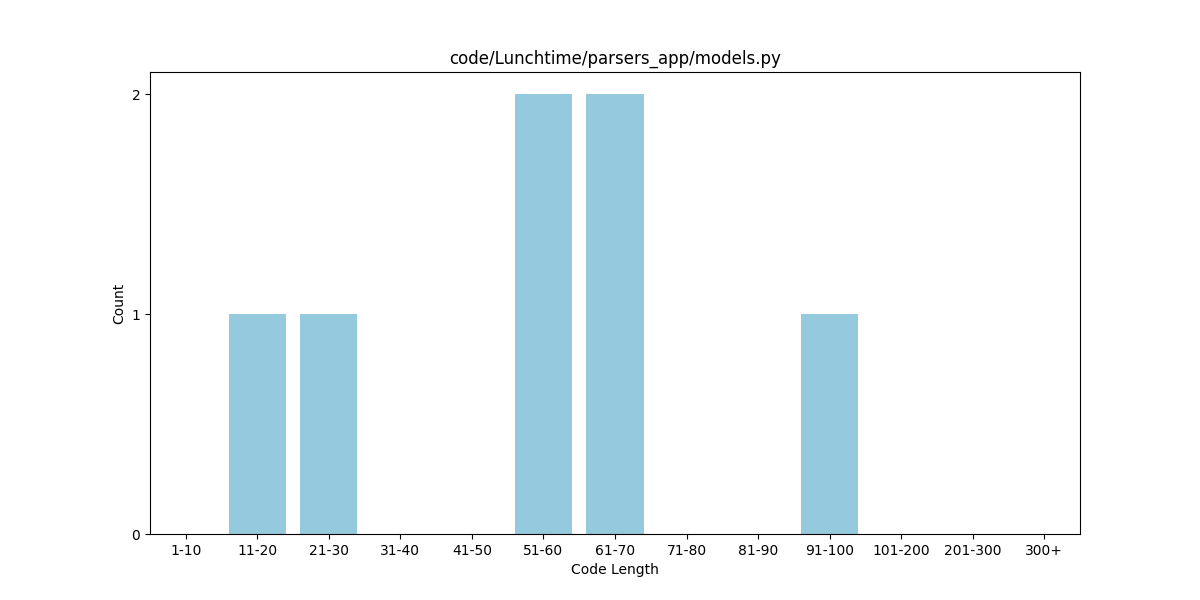 code/Lunchtime/parsers_app/models.py
Count
2
1
0
1-10 11-20 21-30 31-40 41-50 51-60 61-70 71-80 81-90 91-100 101-200 201-300 300+
Code Length